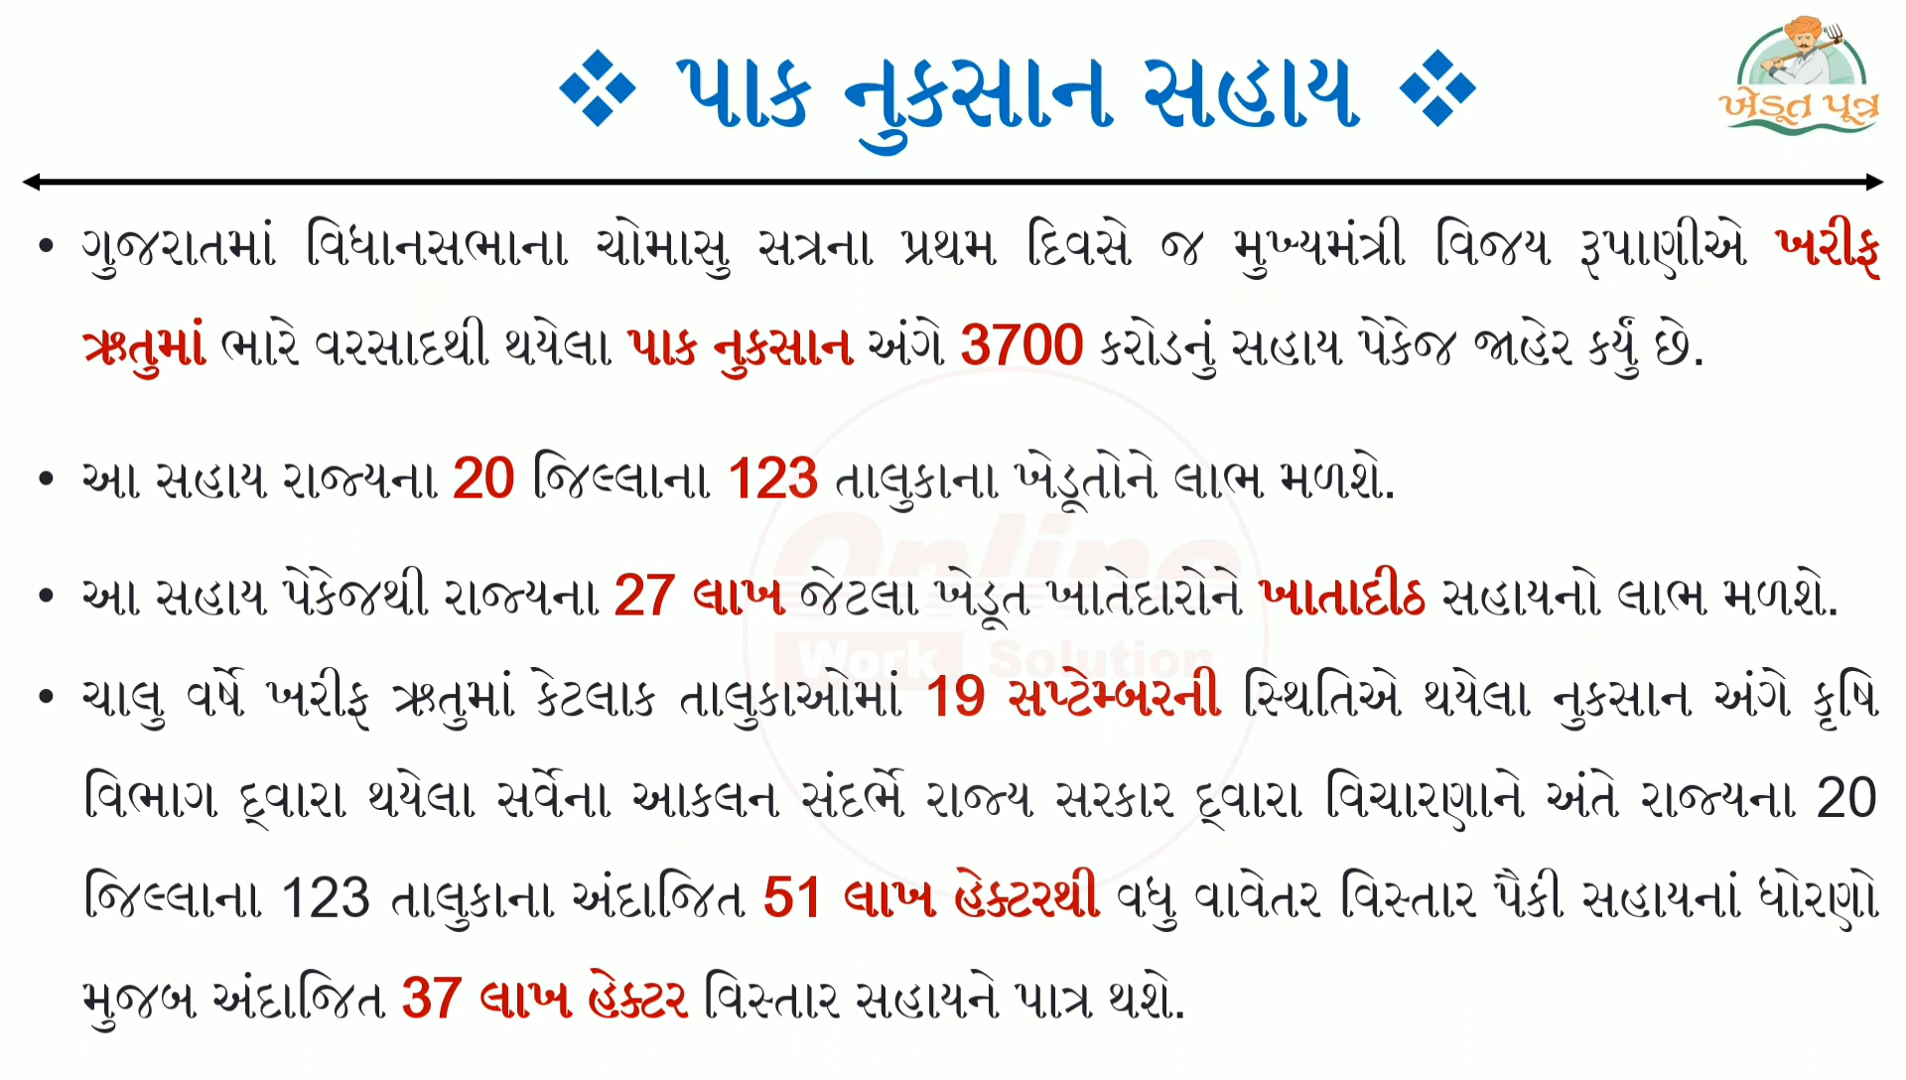 ❖ પાક નુકસાન સહાય ❖
ખેડૂત પૂત્ર
• ગુજરાતમાં વિધાનસભાના ચોમાસુ સત્રના પ્રથમ દિવસે જ મુખ્યમંત્રી વિજય રૂપાણીએ ખરીફ
ઋતુમાં ભારે વરસાદથી થયેલા પાક નુકસાન અંગે 3700 કરોડનું સહાય પેકેજ જાહેર કર્યું છે.
• આ સહાય રાજ્યના 20 જિલ્લાના 123 તાલુકાના ખેડૂતોને લાભ મળશે.
Online
• આ સહાય પેકેજથી રાજ્યના 27 લાખ જેટલા ખેડૂત ખાતેદારોને ખાતાદીઠ સહાયનો લાભ મળશે.
Work Solution
• ચાલુ વર્ષે ખરીફ ઋતુમાં કેટલાક તાલુકાઓમાં 19 સપ્ટેમ્બરની સ્થિતિએ થયેલા નુકસાન અંગે કૃષિ
વિભાગ દ્વારા થયેલા સર્વેના આકલન સંદર્ભે રાજ્ય સરકાર દ્વારા વિચારણાને અંતે રાજ્યના 20
જિલ્લાના 123 તાલુકાના અંદાજિત 51 લાખ હેક્ટરથી વધુ વાવેતર વિસ્તાર પૈકી સહાયનાં ધોરણો
મુજબ અંદાજિત 37 લાખ હેક્ટર વિસ્તાર સહાયને પાત્ર થશે.